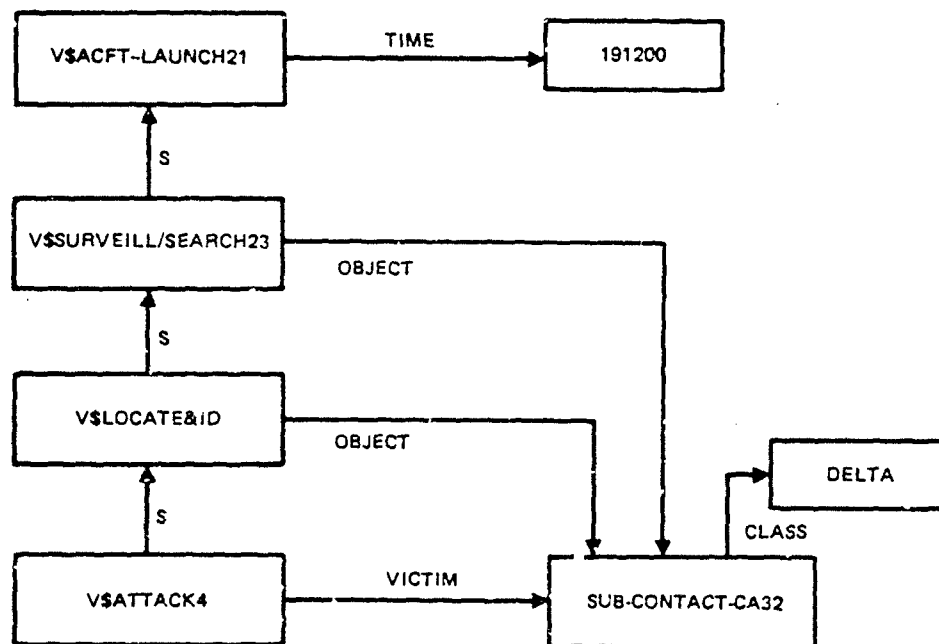 V$ACFT-LAUNCH21
TIME
191200
S
V$SURVEILL/SEARCH23
OBJECT
S
V$LOCATE&ID
OBJECT
DELTA
S
CLASS
V$ATTACK4
VICTIM
SUB-CONTACT-CA32